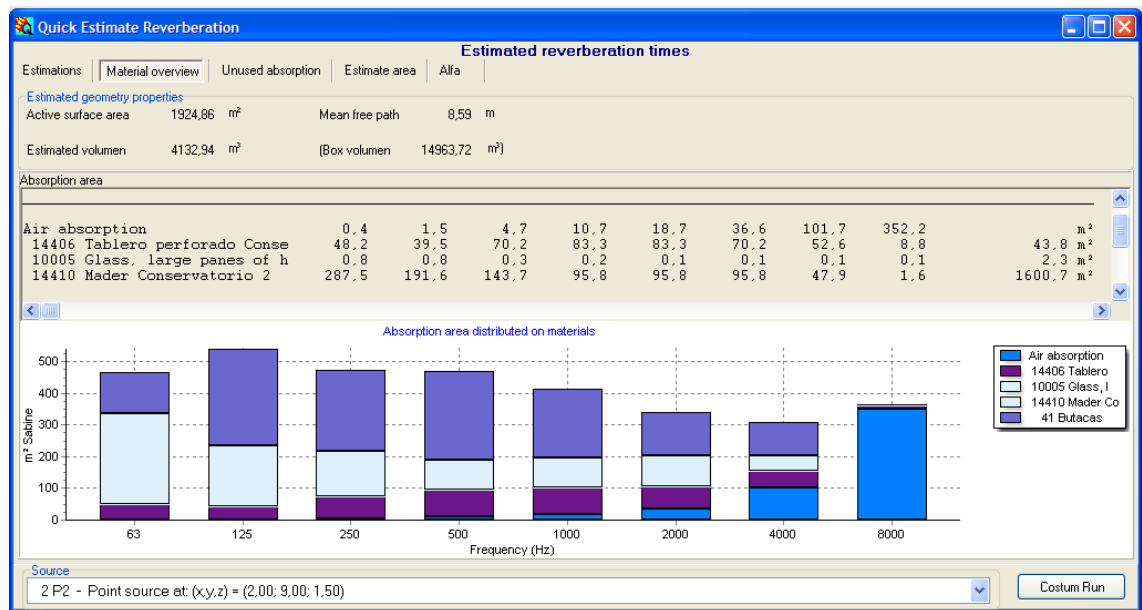 Quick Estimate Reverberation
Estimated reverberation times
Estimations Material overview Unused absorption Estimate area Alfa
Estimated geometry properties
Active surface area 1924,86 m² Mean free path 8,59 m
Estimated volumen 4132,94 m³ (Box volumen 14963,72 m³)
Absorption area
Air absorption 0,4 1,5 4,7 10,7 18,7 36,6 101,7 352,2 m²
14406 Tablero perforado Conse 48,2 39,5 70,2 83,3 83,3 70,2 52,6 8,8 43,8 m²
10005 Glass, large panes of h 0,8 0,8 0,3 0,2 0,1 0,1 0,1 0,1 2,3 m²
14410 Mader Conservatorio 2 287,5 191,6 143,7 95,8 95,8 95,8 47,9 1,6 1600,7 m²
Absorption area distributed on materials
m² Sabine
500
400
300
200
100
0
63 125 250 500 1000 2000 4000 8000
Frequency (Hz)
Air absorption
14406 Tablero
10005 Glass, l
14410 Mader Co
41 Butacas
Source
2 P2 - Point source at: (x,y,z) = (2,00; 9,00; 1,50)
Costum Run